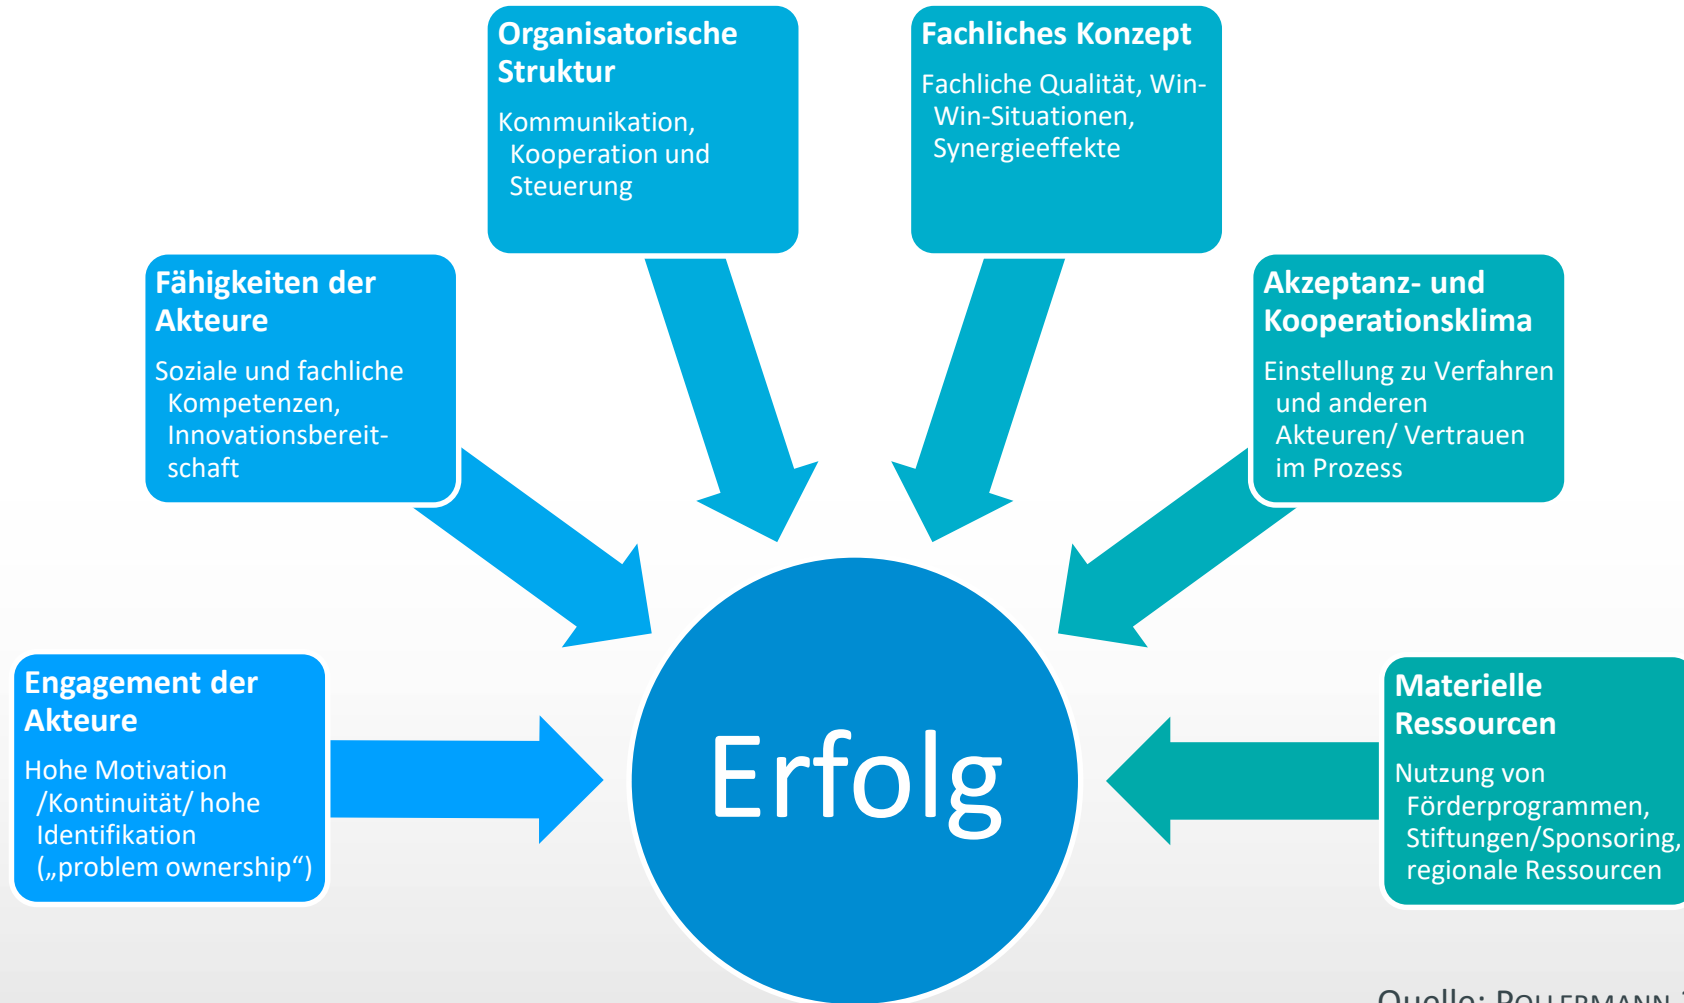 Organisatorische
Struktur
Kommunikation,
Kooperation und
Steuerung
Fachliches Konzept
Fachliche Qualität, Win-
Win-Situationen,
Synergieeffekte
Fähigkeiten der
Akteure
Soziale und fachliche
Kompetenzen,
Innovationsbereit-
schaft
Akzeptanz- und
Kooperationsklima
Einstellung zu Verfahren
und anderen
Akteuren/ Vertrauen
im Prozess
Engagement der
Akteure
Hohe Motivation
/Kontinuität/ hohe
Identifikation
(„problem ownership“)
Erfolg
Materielle
Ressourcen
Nutzung von
Förderprogrammen,
Stiftungen/Sponsoring,
regionale Ressourcen
Quelle: POLLERMANN